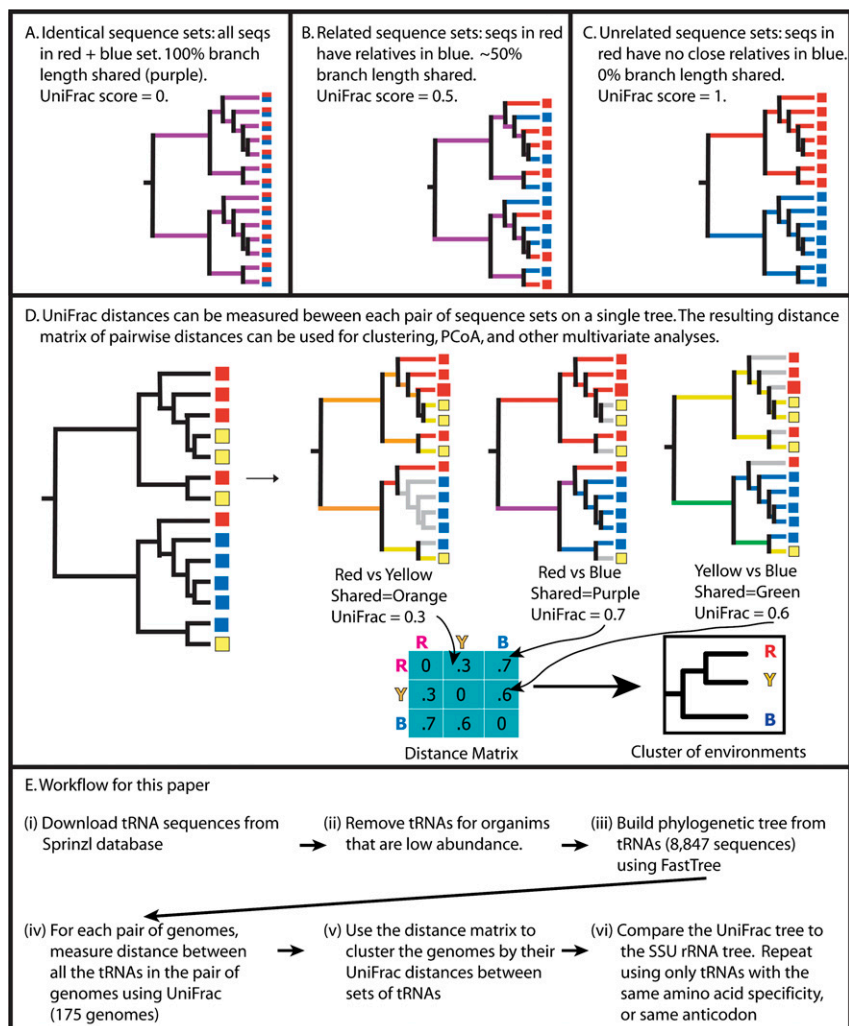 A. Identical sequence sets: all seqs
in red + blue set. 100% branch
length shared (purple).
UniFrac score = 0.
B. Related sequence sets: seqs in red
have relatives in blue. ~50%
branch length shared.
UniFrac score = 0.5.
C. Unrelated sequence sets: seqs in
red have no close relatives in blue.
0% branch length shared.
UniFrac score = 1.
D. UniFrac distances can be measured beween each pair of sequence sets on a single tree. The resulting distance
matrix of pairwise distances can be used for clustering, PCoA, and other multivariate analyses.
Red vs Yellow
Shared=Orange
UniFrac = 0.3
Red vs Blue
Shared=Purple
UniFrac = 0.7
Yellow vs Blue
Shared=Green
UniFrac = 0.6
R Y B
R 0 .3 .7
Y .3 0 .6
B .7 .6 0
Distance Matrix
R
Y
B
Cluster of environments
E. Workflow for this paper
(i) Download tRNA sequences from
Sprinzl database
(ii) Remove tRNAs for organims
that are low abundance.
(iii) Build phylogenetic tree from
tRNAs (8,847 sequences)
using FastTree
(iv) For each pair of genomes,
measure distance between
all the tRNAs in the pair of
genomes using UniFrac
(175 genomes)
(v) Use the distance matrix to
cluster the genomes by their
UniFrac distances between
sets of tRNAs
(vi) Compare the UniFrac tree to
the SSU rRNA tree. Repeat
using only tRNAs with the
same amino acid specificity,
or same anticodon